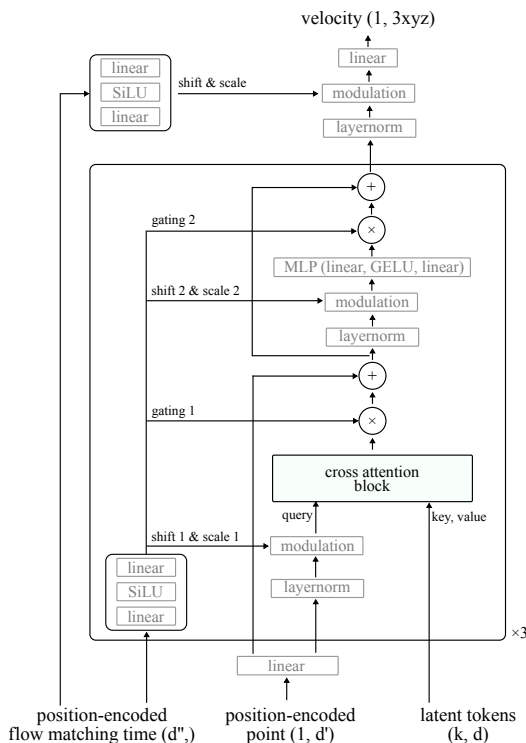 velocity (1, 3xyz)
linear
linear
SiLU
shift & scale
modulation
linear
layernorm
+
gating 2
×
MLP (linear, GELU, linear)
shift 2 & scale 2
modulation
layernorm
+
gating 1
×
cross attention
block
query
key, value
shift 1 & scale 1
modulation
linear
SiLU
layernorm
linear
×3
linear
position-encoded
flow matching time (d",)
position-encoded
point (1, d')
latent tokens
(k, d)